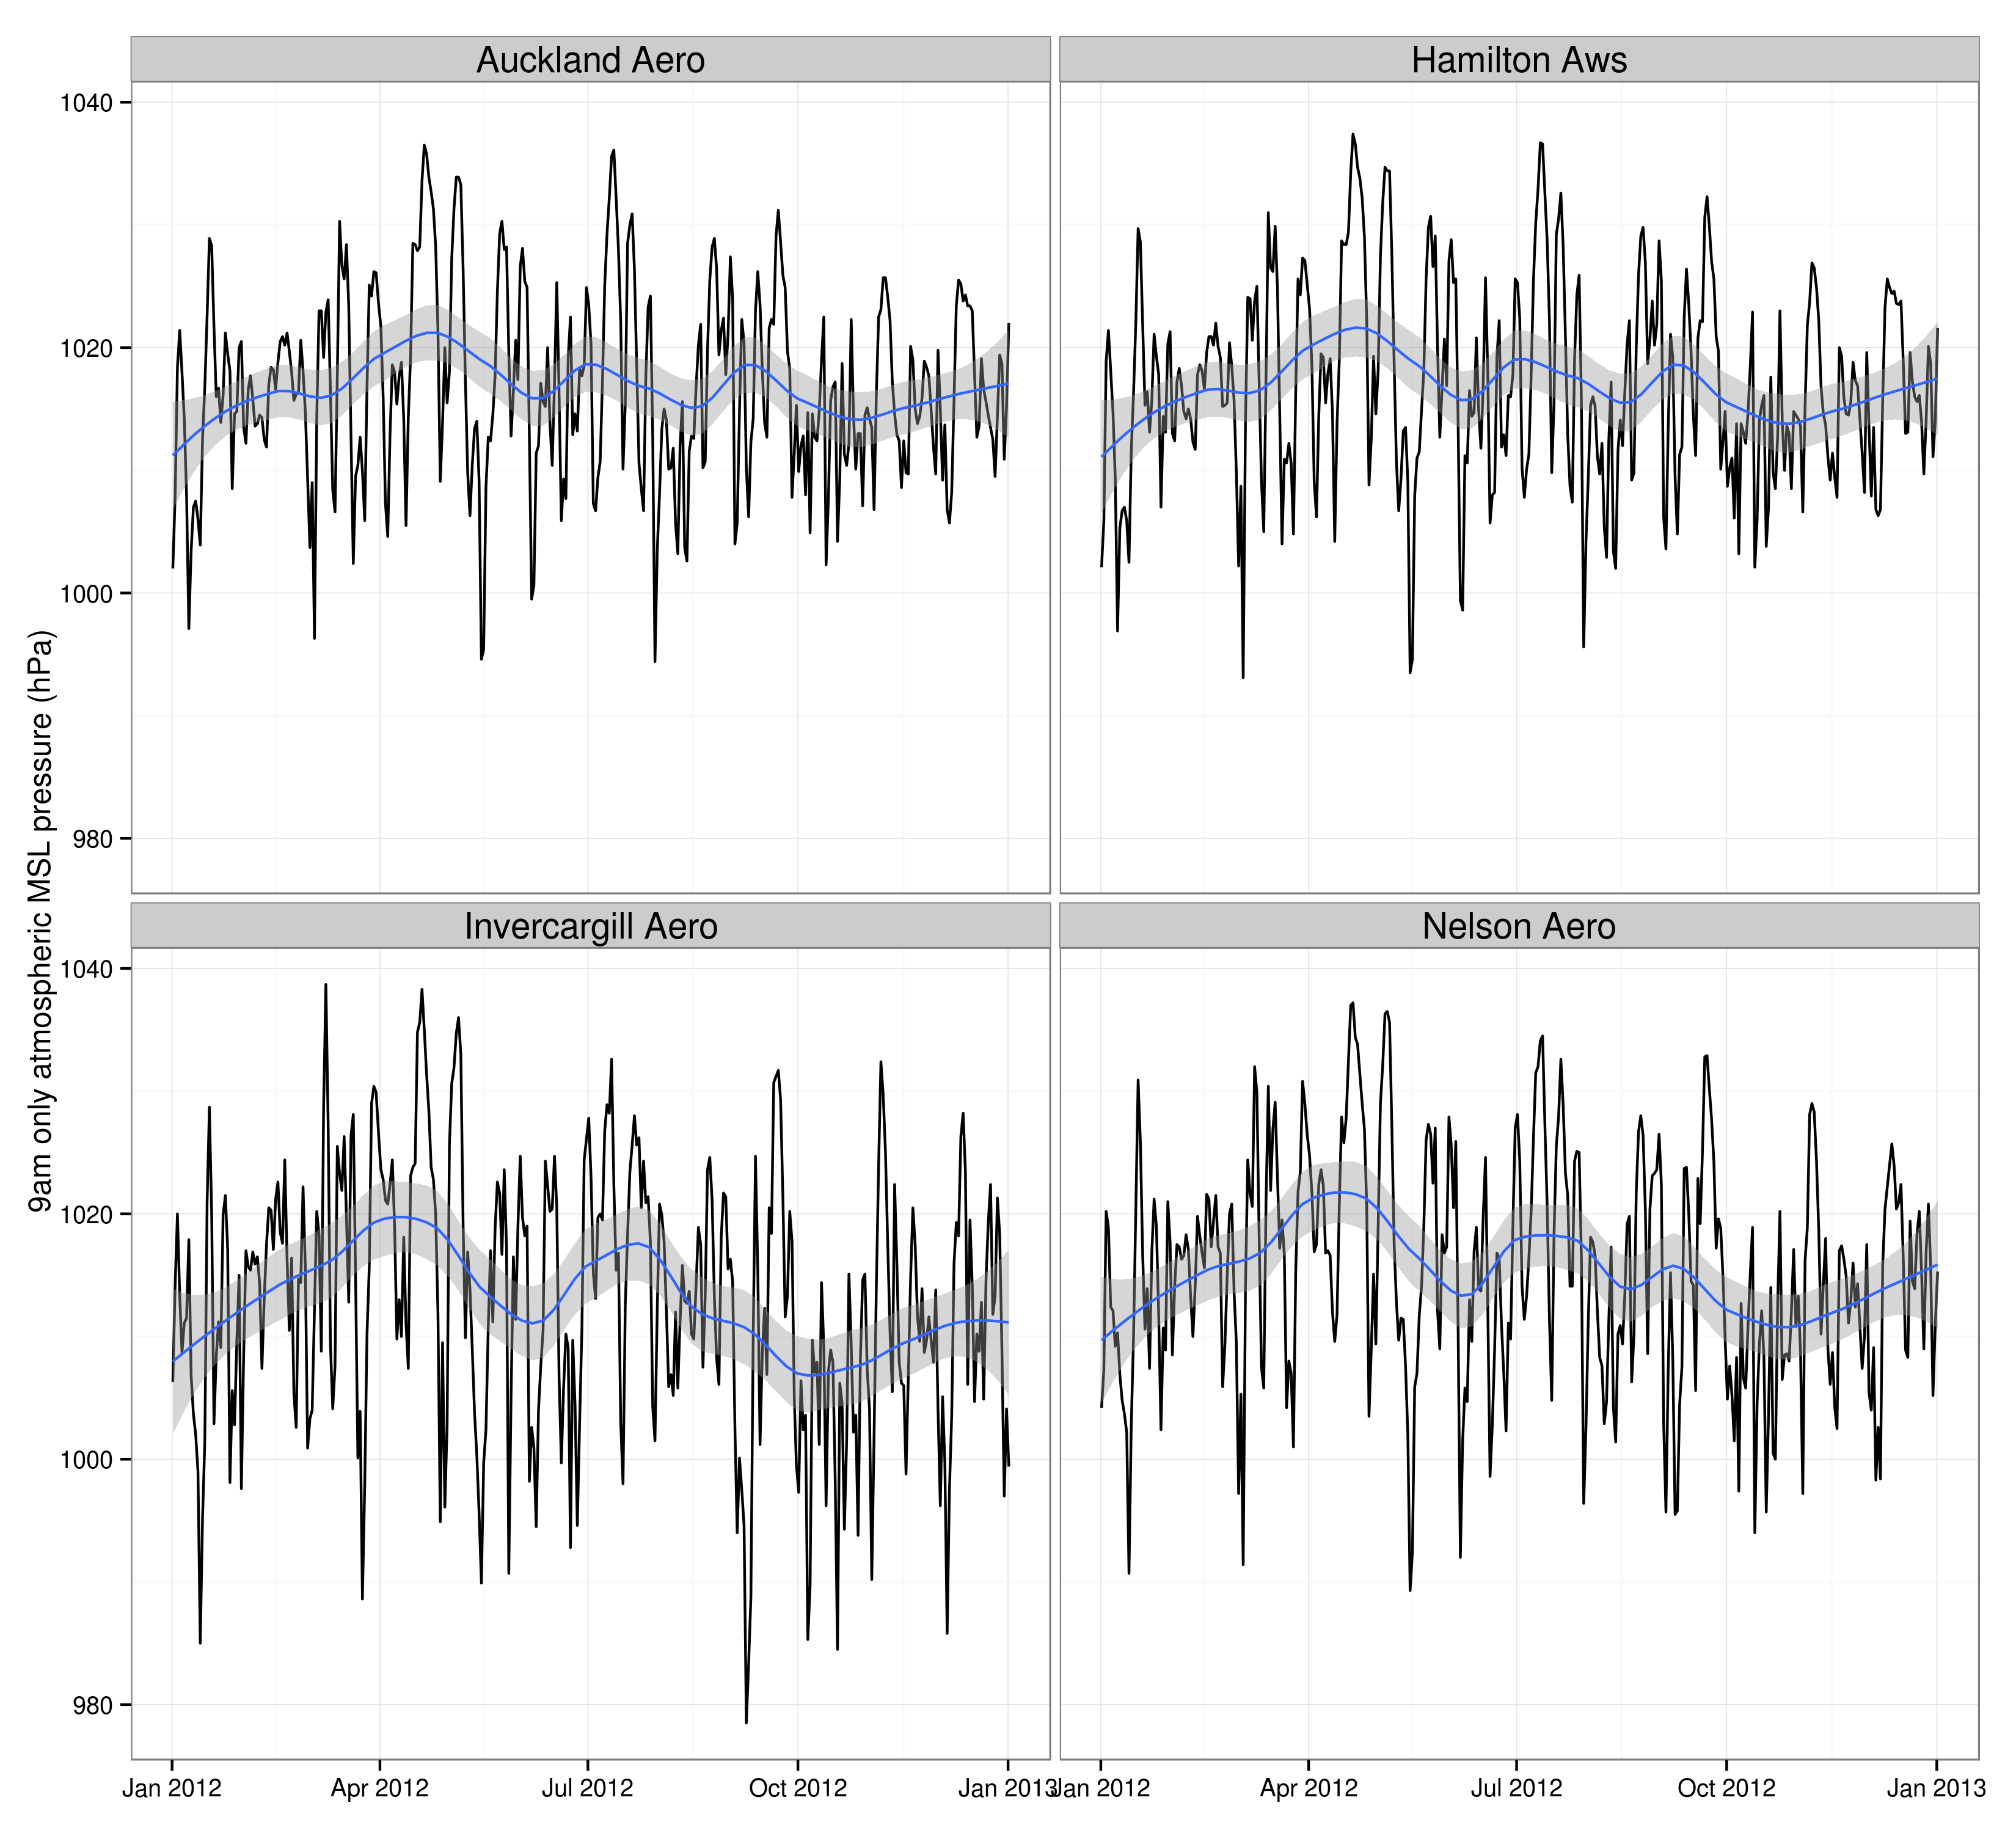 Auckland Aero
Hamilton Aws
1040
1020
1000
980
9am only atmospheric MSL pressure (hPa)
Invercargill Aero
Nelson Aero
1040
1020
1000
980
Jan 2012
Apr 2012
Jul 2012
Oct 2012
Jan 2013
Jan 2012
Apr 2012
Jul 2012
Oct 2012
Jan 2013